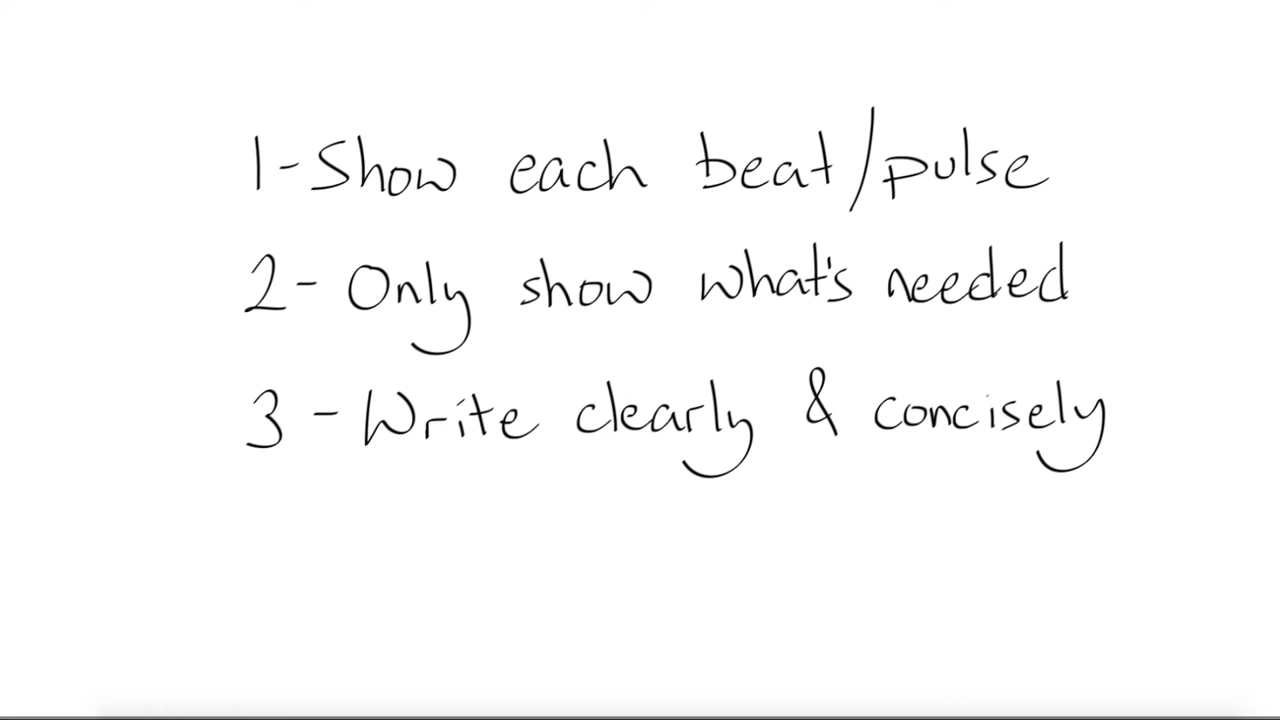 1-Show each beat/pulse
2- Only show what's needed
3 - Write clearly & concisely